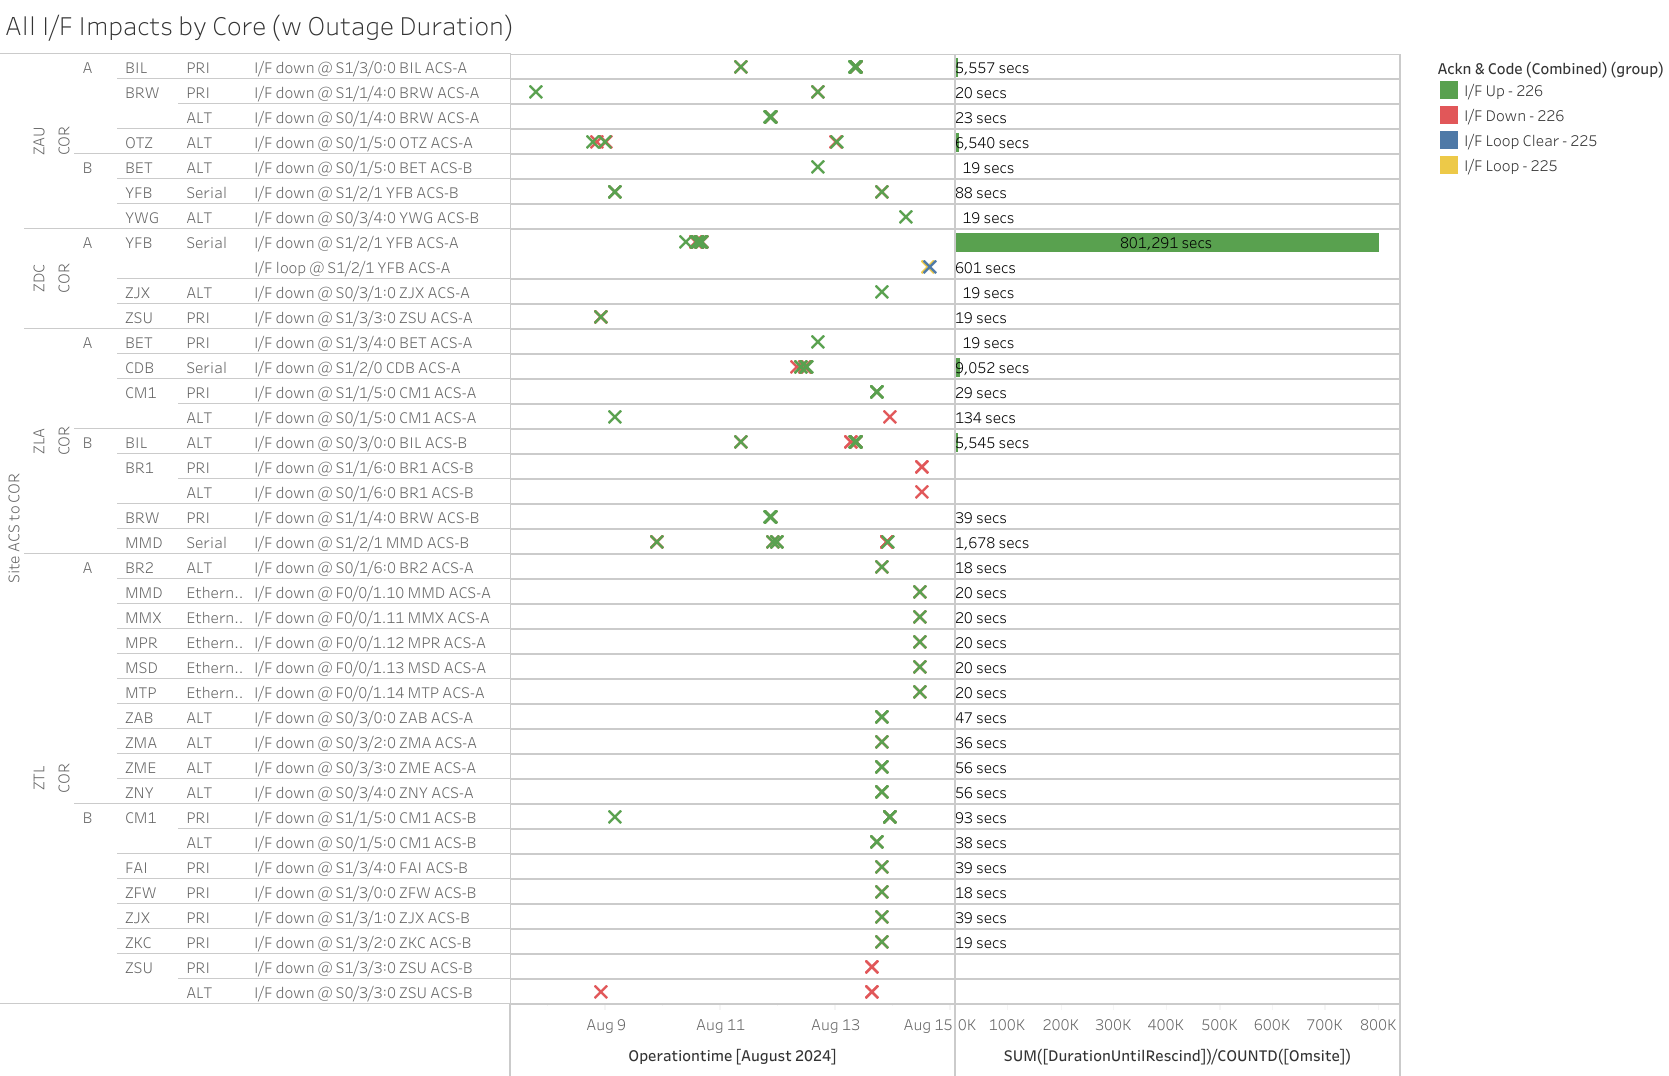 All I/F Impacts by Core (w Outage Duration)
Ackn & Code (Combined) (group)
I/F Up - 226
I/F Down - 226
I/F Loop Clear - 225
I/F Loop - 225
Site ACS to COR
ZAU COR
A BIL PRI I/F down @ S1/3/0:0 BIL ACS-A 5,557 secs
BRW PRI I/F down @ S1/1/4:0 BRW ACS-A 20 secs
ALT I/F down @ S0/1/4:0 BRW ACS-A 23 secs
OTZ ALT I/F down @ S0/1/5:0 OTZ ACS-A 6,540 secs
B BET ALT I/F down @ S0/1/5:0 BET ACS-B 19 secs
YFB Serial I/F down @ S1/2/1 YFB ACS-B 88 secs
YWG ALT I/F down @ S0/3/4:0 YWG ACS-B 19 secs
ZDC COR
A YFB Serial I/F down @ S1/2/1 YFB ACS-A 801,291 secs
I/F loop @ S1/2/1 YFB ACS-A 601 secs
ZJX ALT I/F down @ S0/3/1:0 ZJX ACS-A 19 secs
ZSU PRI I/F down @ S1/3/3:0 ZSU ACS-A 19 secs
ZLA COR
A BET PRI I/F down @ S1/3/4:0 BET ACS-A 19 secs
CDB Serial I/F down @ S1/2/0 CDB ACS-A 9,052 secs
CM1 PRI I/F down @ S1/1/5:0 CM1 ACS-A 29 secs
ALT I/F down @ S0/1/5:0 CM1 ACS-A 134 secs
B BIL ALT I/F down @ S0/3/0:0 BIL ACS-B 5,545 secs
BR1 PRI I/F down @ S1/1/6:0 BR1 ACS-B
ALT I/F down @ S0/1/6:0 BR1 ACS-B
BRW PRI I/F down @ S1/1/4:0 BRW ACS-B 39 secs
MMD Serial I/F down @ S1/2/1 MMD ACS-B 1,678 secs
ZTL COR
A BR2 ALT I/F down @ S0/1/6:0 BR2 ACS-A 18 secs
MMD Ethern.. I/F down @ F0/0/1.10 MMD ACS-A 20 secs
MMX Ethern.. I/F down @ F0/0/1.11 MMX ACS-A 20 secs
MPR Ethern.. I/F down @ F0/0/1.12 MPR ACS-A 20 secs
MSD Ethern.. I/F down @ F0/0/1.13 MSD ACS-A 20 secs
MTP Ethern.. I/F down @ F0/0/1.14 MTP ACS-A 20 secs
ZAB ALT I/F down @ S0/3/0:0 ZAB ACS-A 47 secs
ZMA ALT I/F down @ S0/3/2:0 ZMA ACS-A 36 secs
ZME ALT I/F down @ S0/3/3:0 ZME ACS-A 56 secs
ZNY ALT I/F down @ S0/3/4:0 ZNY ACS-A 56 secs
B CM1 PRI I/F down @ S1/1/5:0 CM1 ACS-B 93 secs
ALT I/F down @ S0/1/5:0 CM1 ACS-B 38 secs
FAI PRI I/F down @ S1/3/4:0 FAI ACS-B 39 secs
ZFW PRI I/F down @ S1/3/0:0 ZFW ACS-B 18 secs
ZJX PRI I/F down @ S1/3/1:0 ZJX ACS-B 39 secs
ZKC PRI I/F down @ S1/3/2:0 ZKC ACS-B 19 secs
ZSU PRI I/F down @ S1/3/3:0 ZSU ACS-B
ALT I/F down @ S0/3/3:0 ZSU ACS-B
Aug 9 Aug 11 Aug 13 Aug 15 0K 100K 200K 300K 400K 500K 600K 700K 800K
Operationtime [August 2024] SUM([DurationUntilRescind])/COUNTD([Omsite])